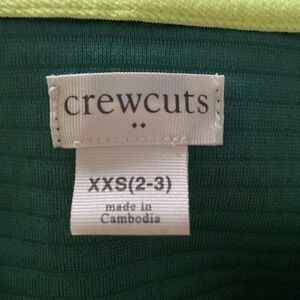 crewcuts
XXS(2-3)
made in
Cambodia